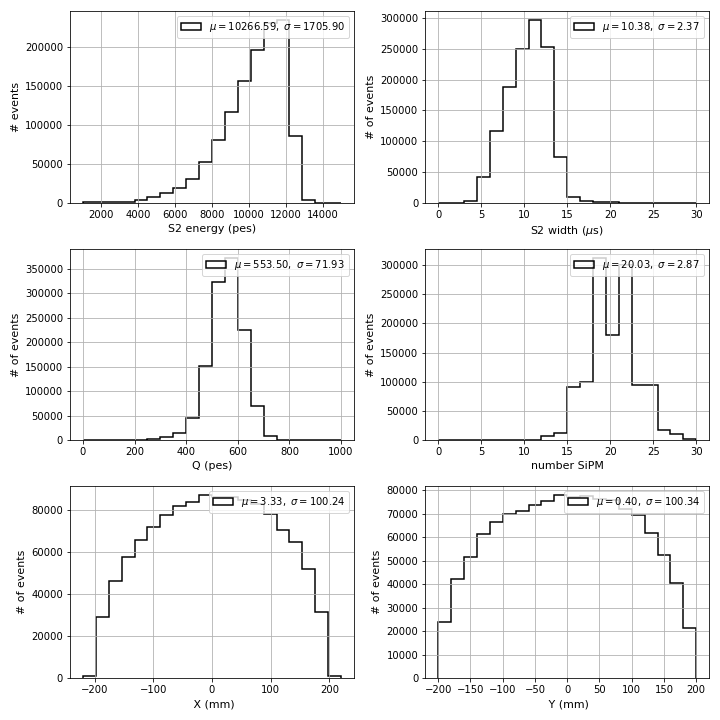 μ = 10266.59, σ = 1705.90
# events
200000
150000
100000
50000
0
2000 4000 6000 8000 10000 12000 14000
S2 energy (pes)
μ = 10.38, σ = 2.37
# of events
300000
250000
200000
150000
100000
50000
0
0 5 10 15 20 25 30
S2 width (μs)
μ = 553.50, σ = 71.93
# of events
350000
300000
250000
200000
150000
100000
50000
0
0 200 400 600 800 1000
Q (pes)
μ = 20.03, σ = 2.87
# of events
300000
250000
200000
150000
100000
50000
0
0 5 10 15 20 25 30
number SiPM
μ = 3.33, σ = 100.24
# of events
80000
60000
40000
20000
0
−200 −100 0 100 200
X (mm)
μ = 0.40, σ = 100.34
# of events
80000
70000
60000
50000
40000
30000
20000
10000
0
−200 −150 −100 −50 0 50 100 150 200
Y (mm)